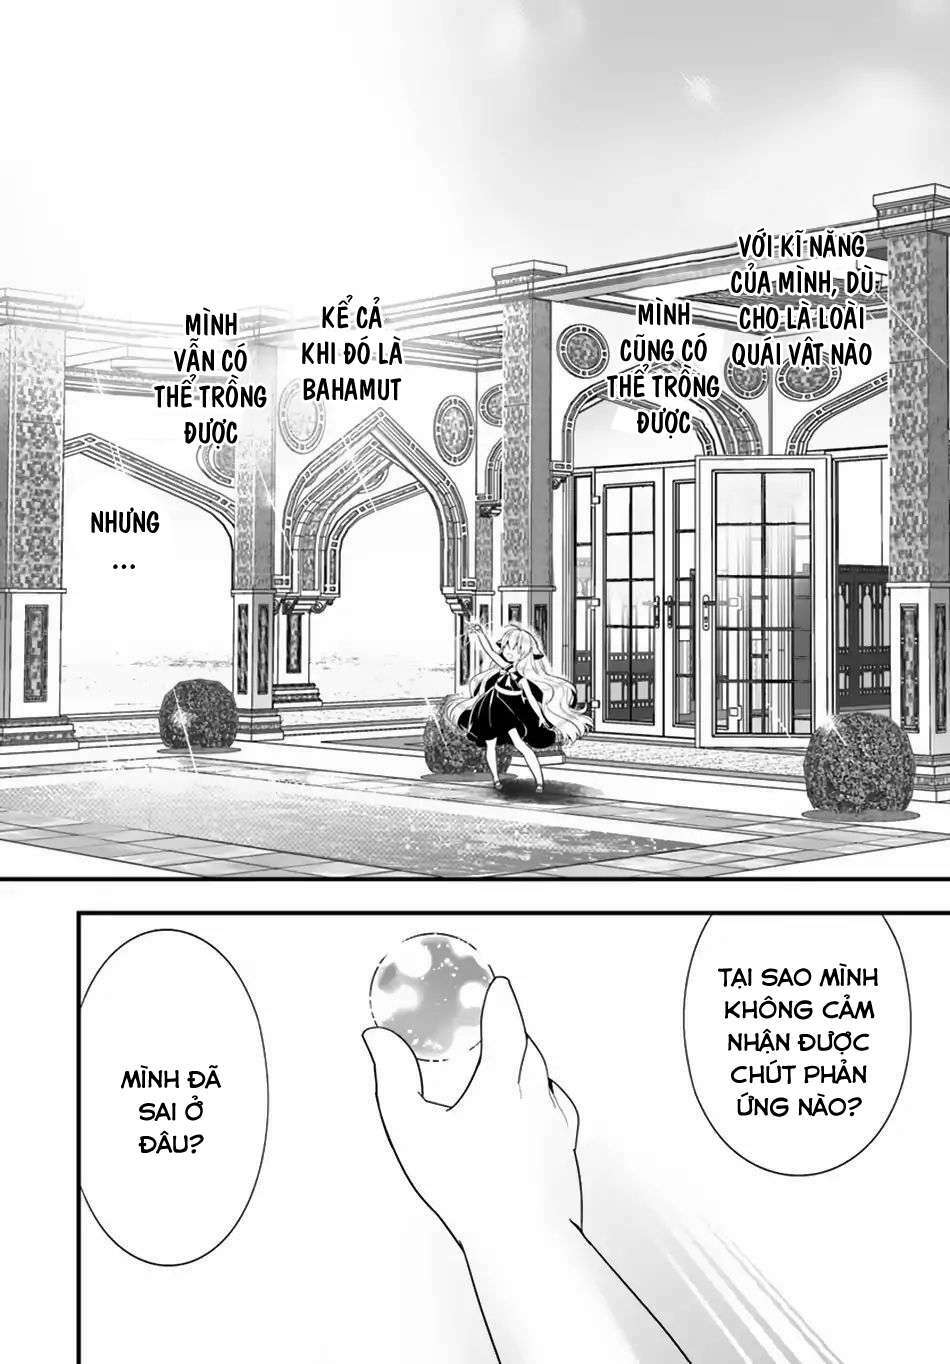 VỚI KĨ NĂNG
CỦA MÌNH, DÙ
CHO LÀ LOÀI
QUÁI VẬT NÀO
MÌNH
CŨNG CÓ
THỂ TRỒNG
ĐƯỢC
KỂ CẢ
KHI ĐÓ LÀ
BAHAMUT
MÌNH
VẪN CÓ
THỂ TRỒNG
ĐƯỢC
NHƯNG
...
TẠI SAO MÌNH
KHÔNG CẢM
NHẬN ĐƯỢC
CHÚT PHẢN
ỨNG NÀO?
MÌNH ĐÃ
SAI Ở
ĐÂU?